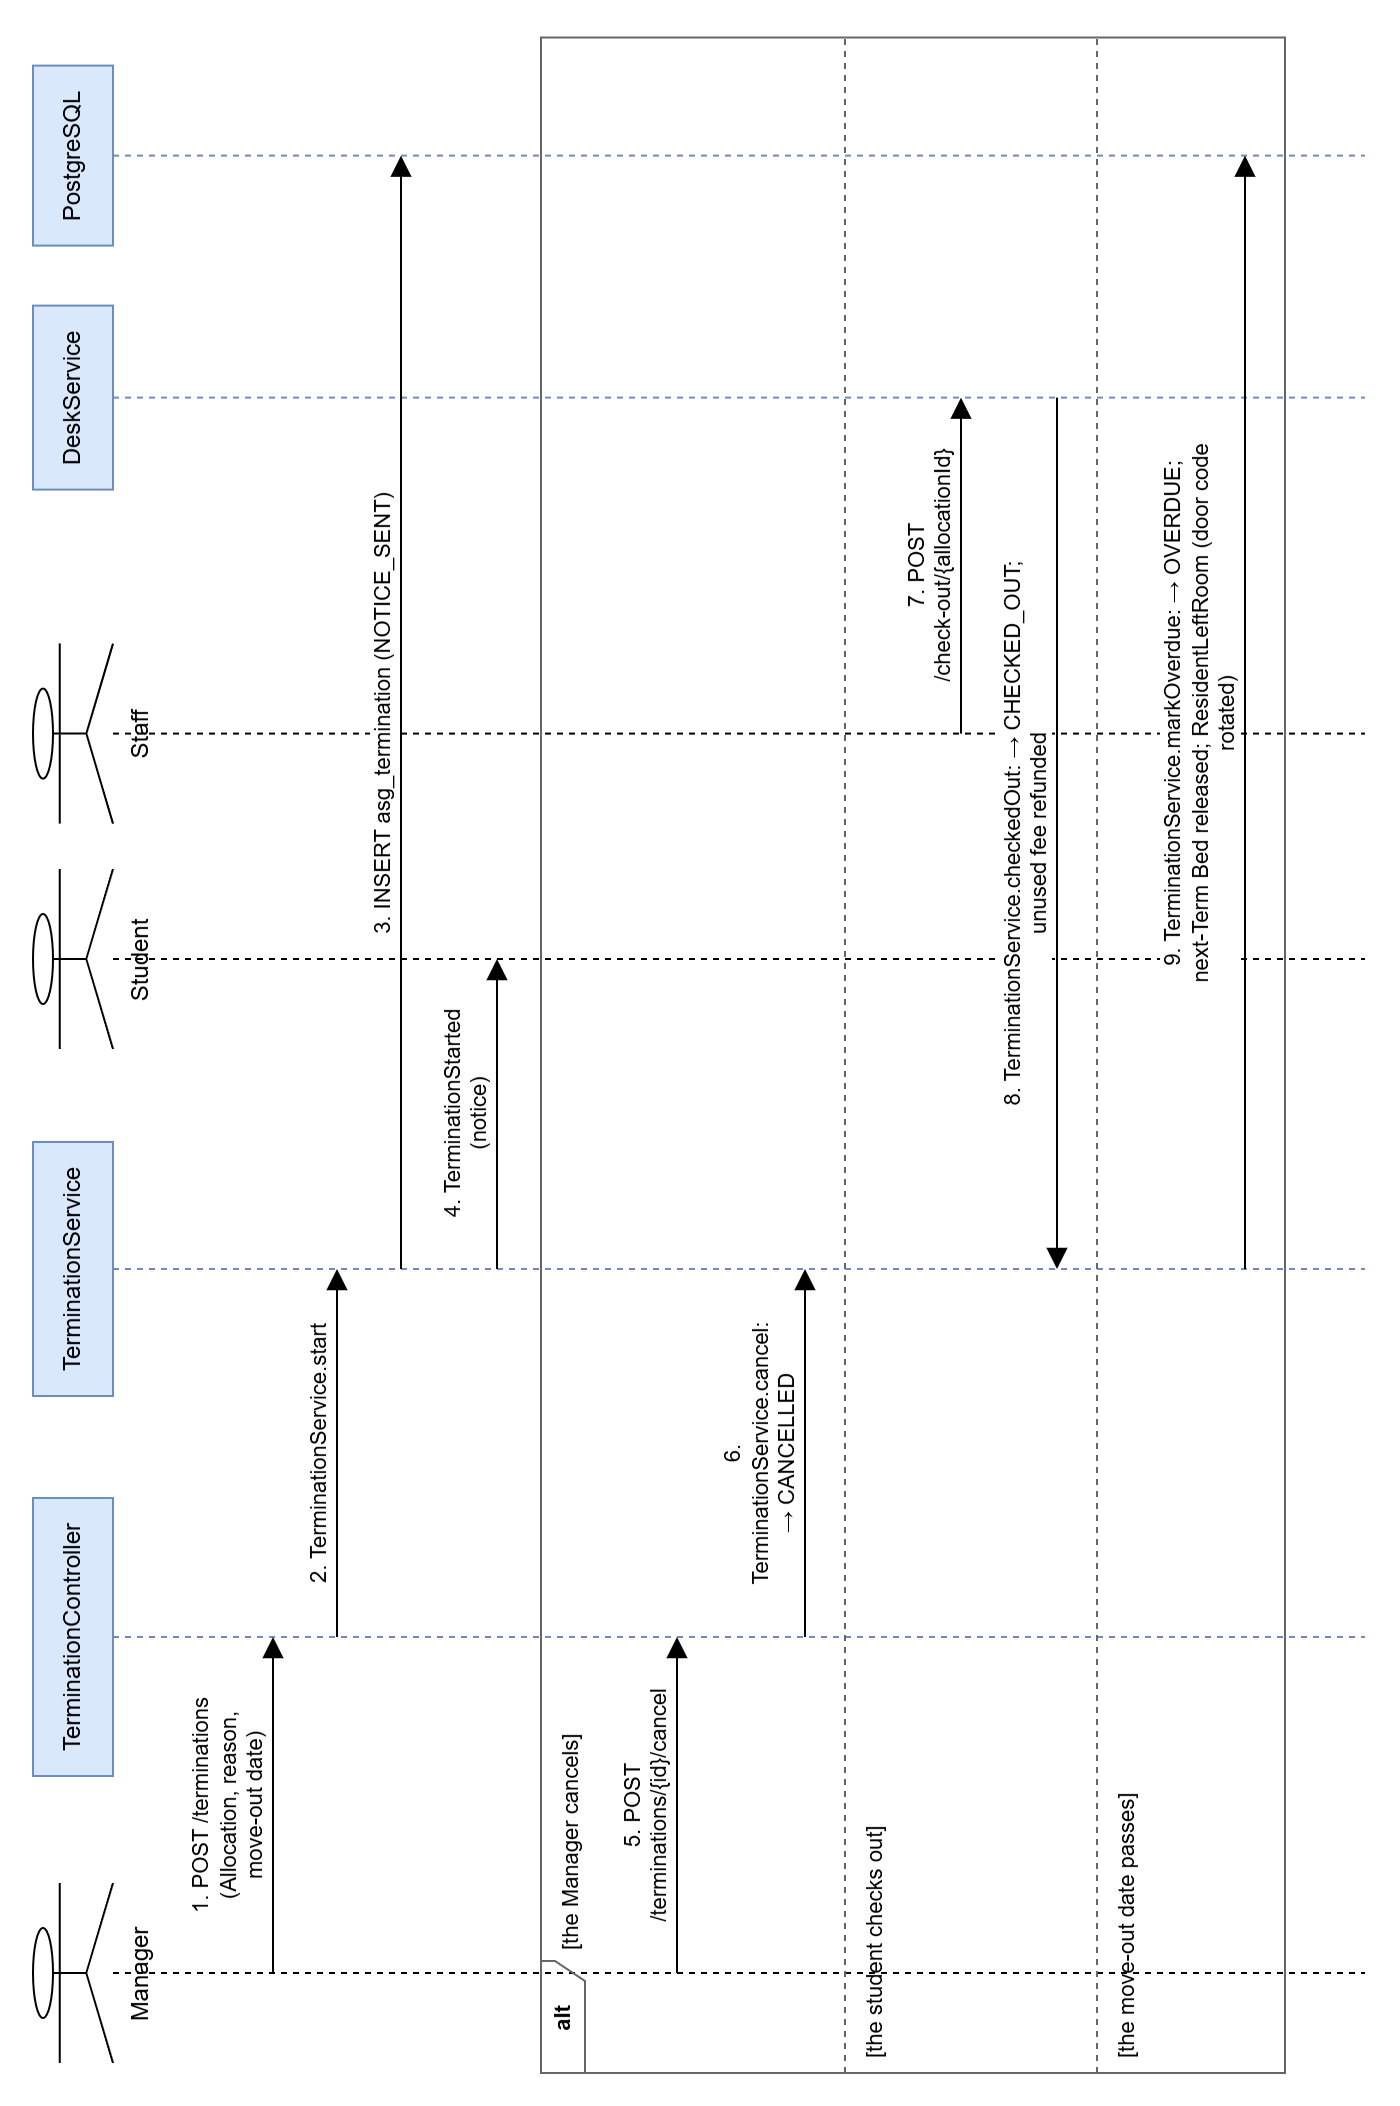 Manager
TerminationController
TerminationService
Student
Staff
DeskService
PostgreSQL
1. POST /terminations
(Allocation, reason,
move-out date)
2. TerminationService.start
3. INSERT asg_termination (NOTICE_SENT)
4. TerminationStarted
(notice)
alt
[the Manager cancels]
5. POST
/terminations/{id}/cancel
6.
TerminationService.cancel:
→ CANCELLED
[the student checks out]
7. POST
/check-out/{allocationId}
8. TerminationService.checkedOut: → CHECKED_OUT;
unused fee refunded
[the move-out date passes]
9. TerminationService.markOverdue: → OVERDUE;
next-Term Bed released; ResidentLeftRoom (door code
rotated)